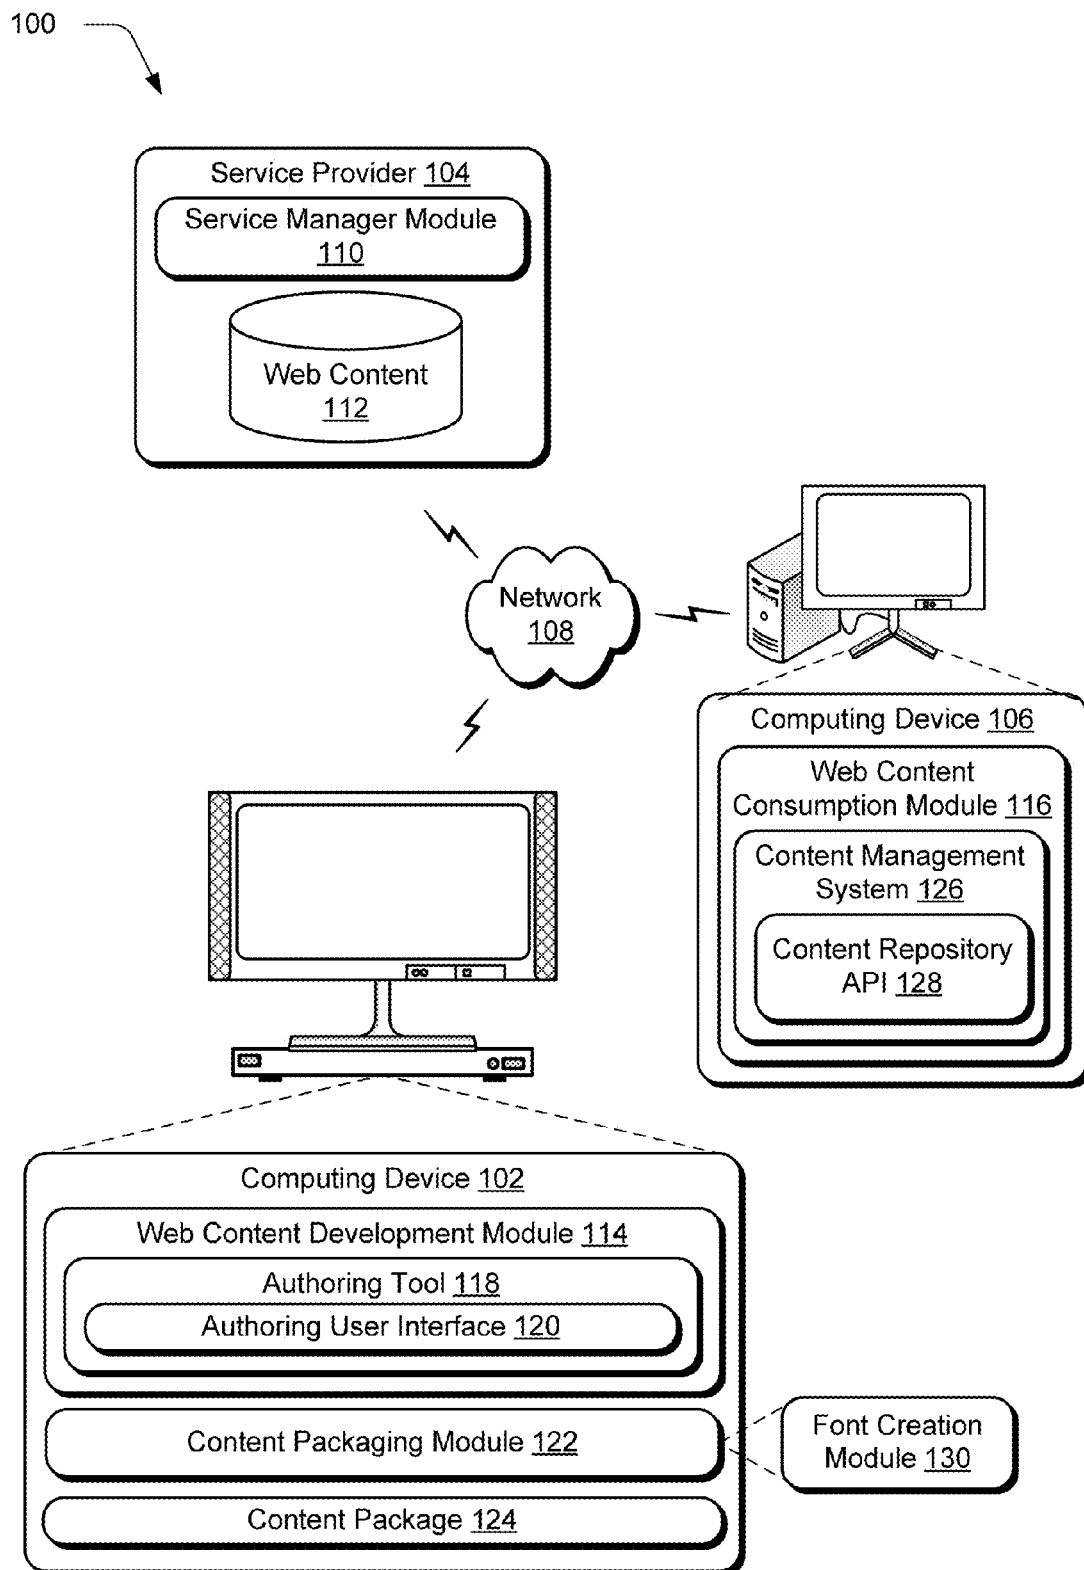 100
Service Provider 104
Service Manager Module
110
Web Content
112
Network
108
Computing Device 106
Web Content
Consumption Module 116
Content Management
System 126
Content Repository
API 128
Computing Device 102
Web Content Development Module 114
Authoring Tool 118
Authoring User Interface 120
Content Packaging Module 122
Font Creation
Module 130
Content Package 124